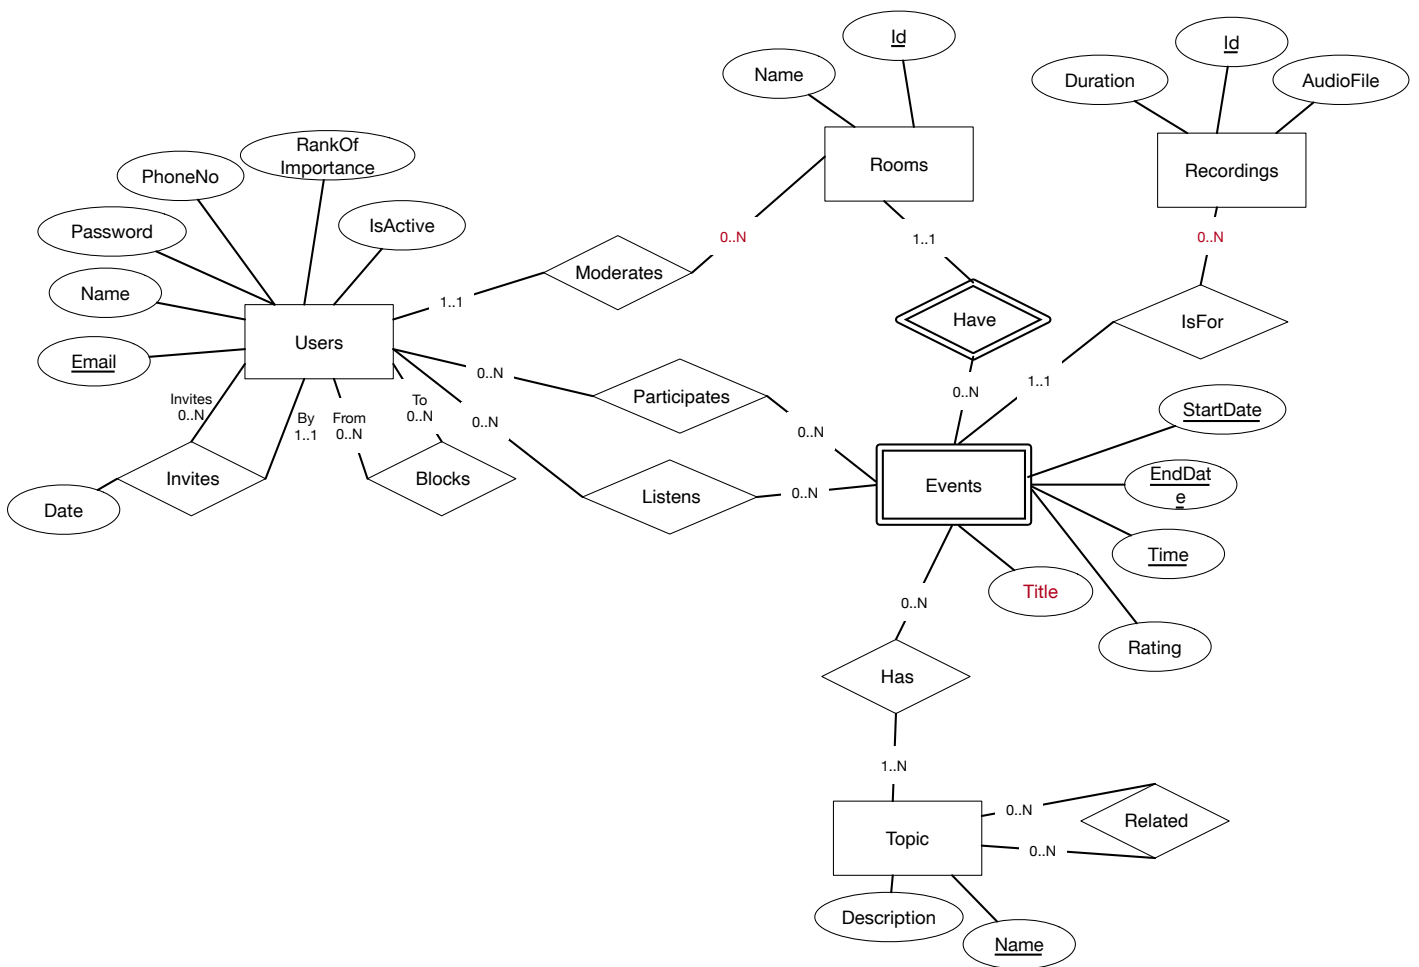 Id
Name
Id
Duration
AudioFile
RankOf
Importance
PhoneNo
Rooms
Recordings
IsActive
Password
0..N
1..1
0..N
Moderates
Name
1..1
Have
IsFor
Users
Email
0..N
1..1
0..N
Invites
0..N
To
0..N
By
1..1
From
0..N
Participates
StartDate
0..N
0..N
EndDat
e
Invites
Blocks
Listens
0..N
Events
Date
Time
Title
0..N
Rating
Has
1..N
0..N
Related
Topic
0..N
Description
Name